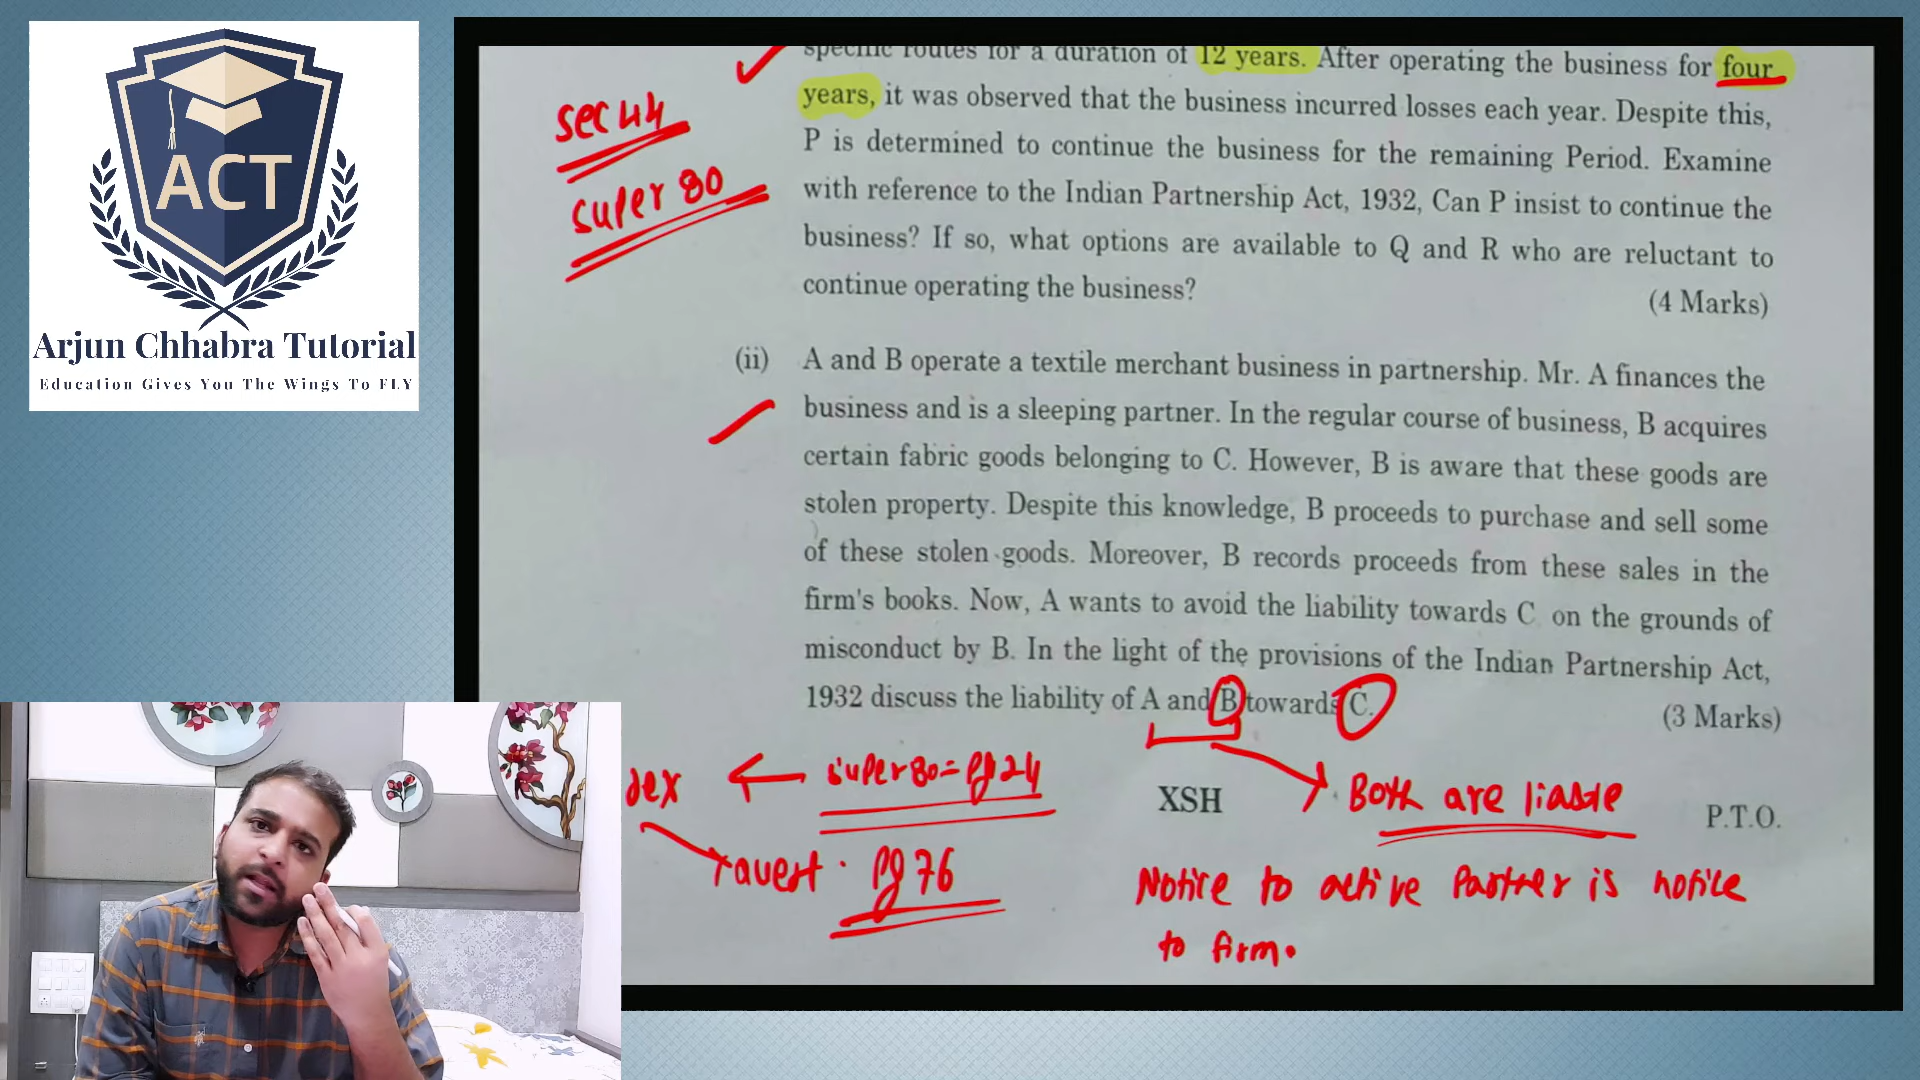 ACT
Arjun Chhabra Tutorial
Education Gives You The Wings To FLY
sec 44
super 80
specific routes for a duration of 12 years. After operating the business for four
years, it was observed that the business incurred losses each year. Despite this,
P is determined to continue the business for the remaining Period. Examine
with reference to the Indian Partnership Act, 1932, Can P insist to continue the
business? If so, what options are available to Q and R who are reluctant to
continue operating the business?
(4 Marks)
(ii) A and B operate a textile merchant business in partnership. Mr. A finances the
business and is a sleeping partner. In the regular course of business, B acquires
certain fabric goods belonging to C. However, B is aware that these goods are
stolen property. Despite this knowledge, B proceeds to purchase and sell some
of these stolen goods. Moreover, B records proceeds from these sales in the
firm's books. Now, A wants to avoid the liability towards C on the grounds of
misconduct by B. In the light of the provisions of the Indian Partnership Act,
1932 discuss the liability of A and B towards C.
(3 Marks)
super 80 = Pg 24
XSH
Both are liable
P.T.O.
Pg 76
Notice to active Partner is notice
to firm.